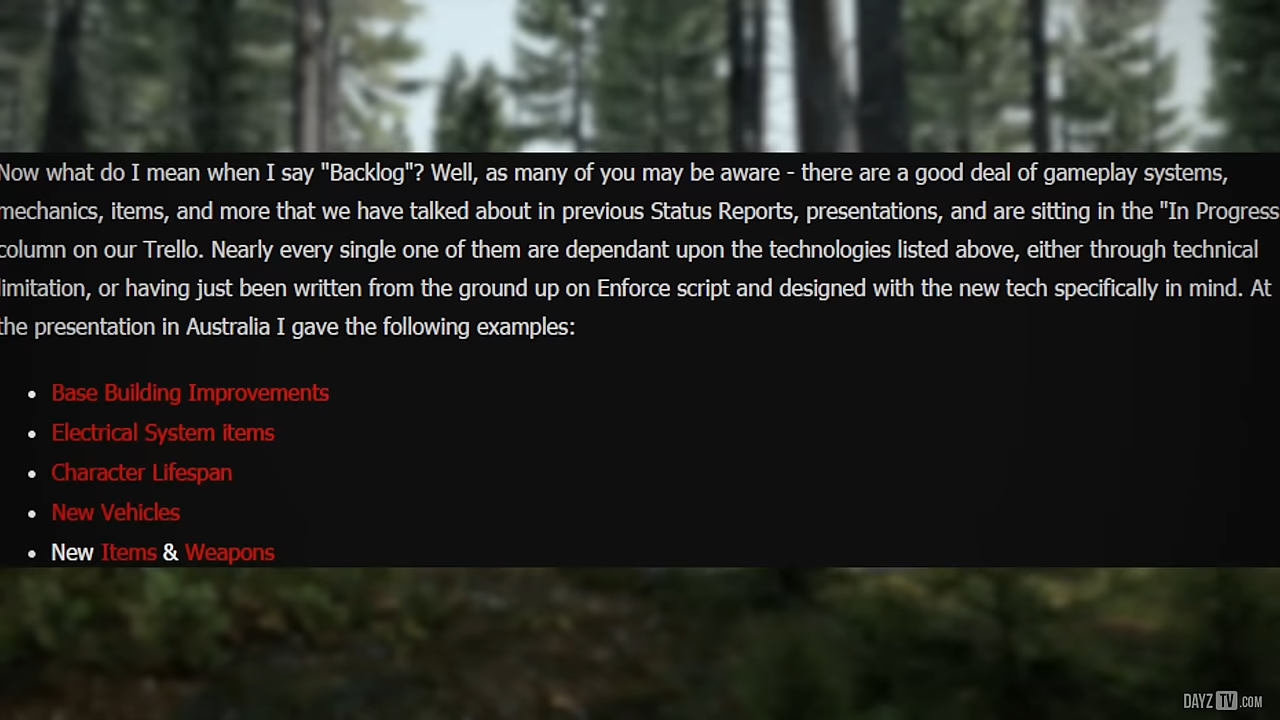 Now what do I mean when I say "Backlog"? Well, as many of you may be aware - there are a good deal of gameplay systems,
mechanics, items, and more that we have talked about in previous Status Reports, presentations, and are sitting in the "In Progress
column on our Trello. Nearly every single one of them are dependant upon the technologies listed above, either through technical
limitation, or having just been written from the ground up on Enforce script and designed with the new tech specifically in mind. At
the presentation in Australia I gave the following examples:
• Base Building Improvements
• Electrical System items
• Character Lifespan
• New Vehicles
• New Items & Weapons
DAYZ TV .COM